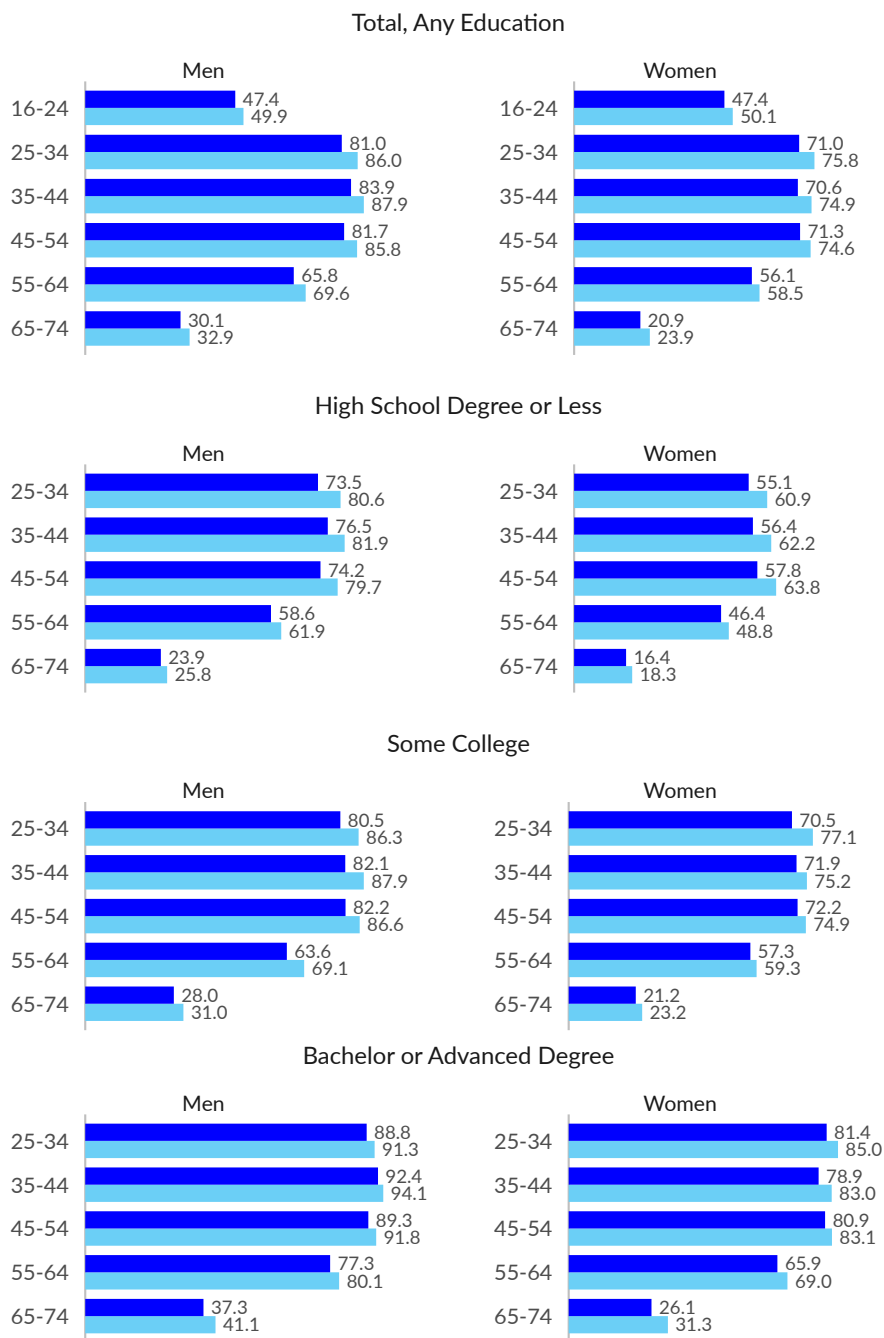 Total, Any Education
Men
16-24 47.4 49.9
25-34 81.0 86.0
35-44 83.9 87.9
45-54 81.7 85.8
55-64 65.8 69.6
65-74 30.1 32.9
Women
16-24 47.4 50.1
25-34 71.0 75.8
35-44 70.6 74.9
45-54 71.3 74.6
55-64 56.1 58.5
65-74 20.9 23.9
High School Degree or Less
Men
25-34 73.5 80.6
35-44 76.5 81.9
45-54 74.2 79.7
55-64 58.6 61.9
65-74 23.9 25.8
Women
25-34 55.1 60.9
35-44 56.4 62.2
45-54 57.8 63.8
55-64 46.4 48.8
65-74 16.4 18.3
Some College
Men
25-34 80.5 86.3
35-44 82.1 87.9
45-54 82.2 86.6
55-64 63.6 69.1
65-74 28.0 31.0
Women
25-34 70.5 77.1
35-44 71.9 75.2
45-54 72.2 74.9
55-64 57.3 59.3
65-74 21.2 23.2
Bachelor or Advanced Degree
Men
25-34 88.8 91.3
35-44 92.4 94.1
45-54 89.3 91.8
55-64 77.3 80.1
65-74 37.3 41.1
Women
25-34 81.4 85.0
35-44 78.9 83.0
45-54 80.9 83.1
55-64 65.9 69.0
65-74 26.1 31.3